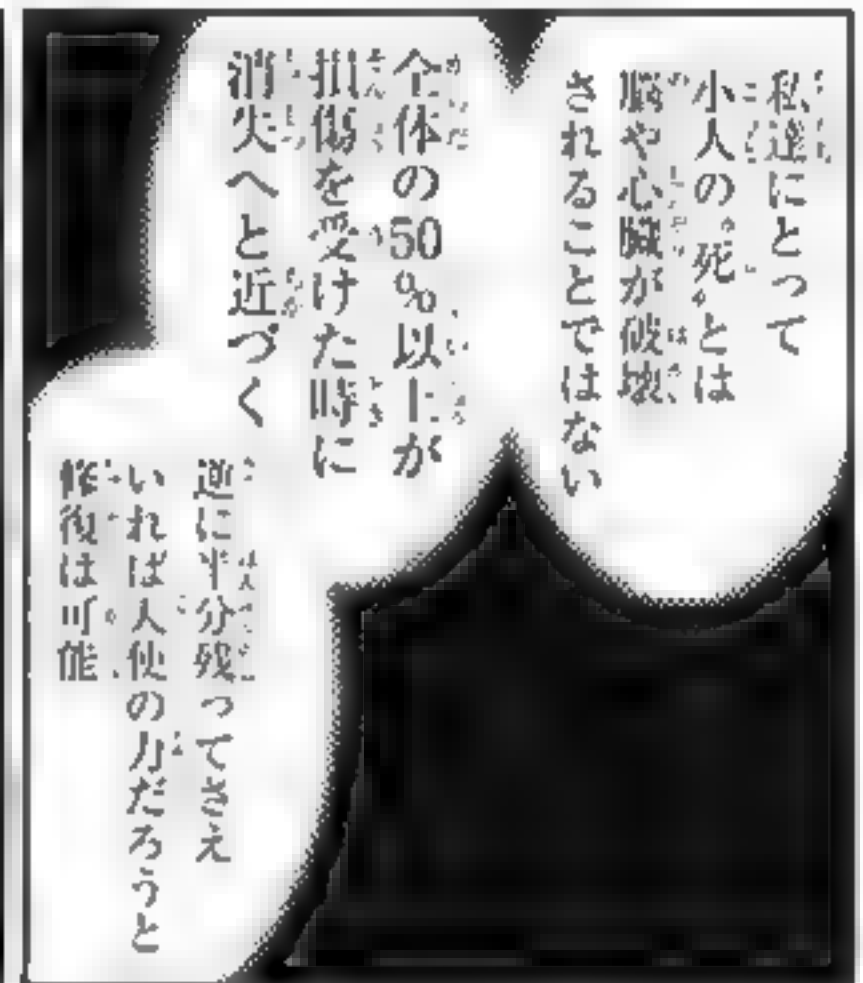 私達にとって
小人の“死”とは
脳や心臓が破壊
されることではない
全体の50%以上が
損傷を受けた時に
消失へと近づく
逆に半分残ってさえ
いれば人使の力だろうと
修復は可能